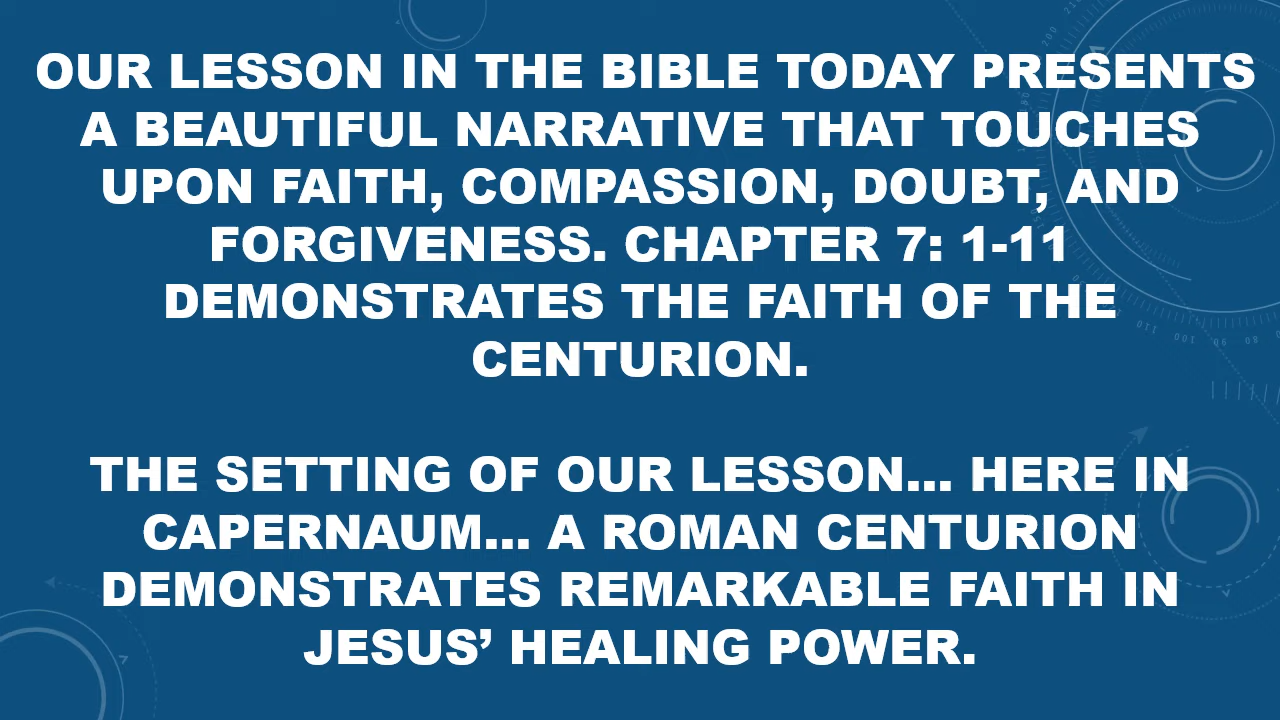 OUR LESSON IN THE BIBLE TODAY PRESENTS
A BEAUTIFUL NARRATIVE THAT TOUCHES
UPON FAITH, COMPASSION, DOUBT, AND
FORGIVENESS. CHAPTER 7: 1-11
DEMONSTRATES THE FAITH OF THE
CENTURION.
THE SETTING OF OUR LESSON… HERE IN
CAPERNAUM… A ROMAN CENTURION
DEMONSTRATES REMARKABLE FAITH IN
JESUS’ HEALING POWER.